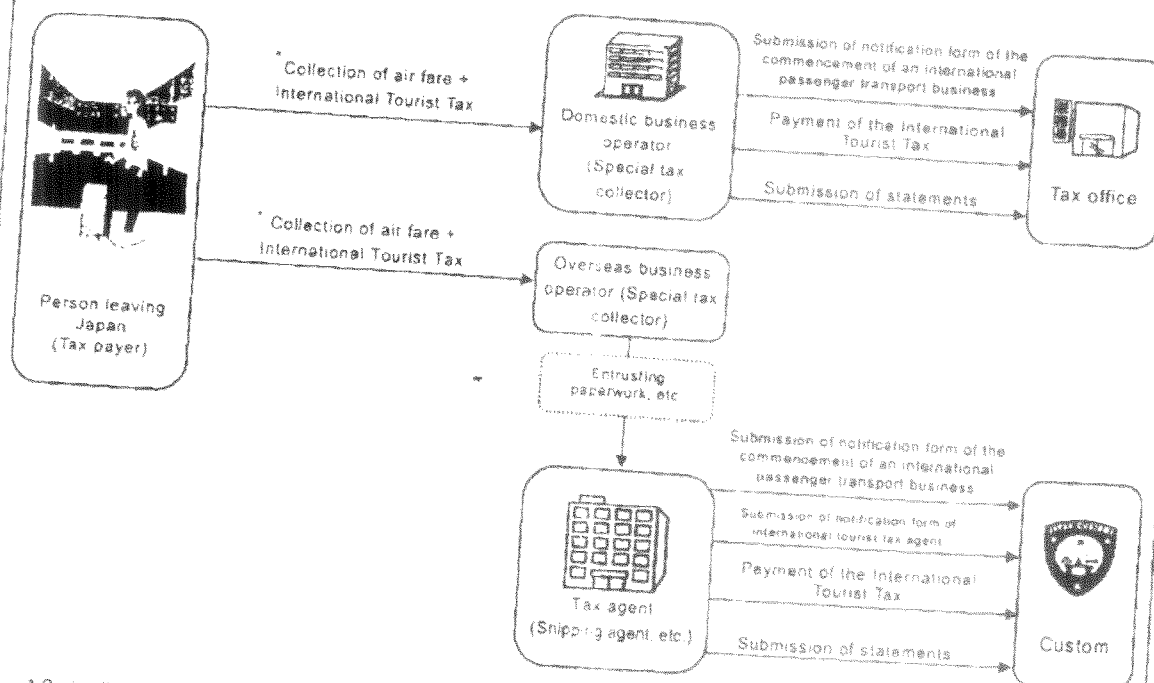 * Collection of air fare +
International Tourist Tax
Person leaving
Japan
(Tax payer)
* Collection of air fare +
International Tourist Tax
Domestic business
operator
(Special tax
collector)
Submission of notification form of the
commencement of an international
passenger transport business
Payment of the International
Tourist Tax
Submission of statements
Tax office
Overseas business
operator (Special tax
collector)
Entrusting
paperwork, etc
Tax agent
(Shipping agent, etc.)
Submission of notification form of the
commencement of an international
passenger transport business
Submission of notification form of
international tourist tax agent
Payment of the International
Tourist Tax
Submission of statements
Custom